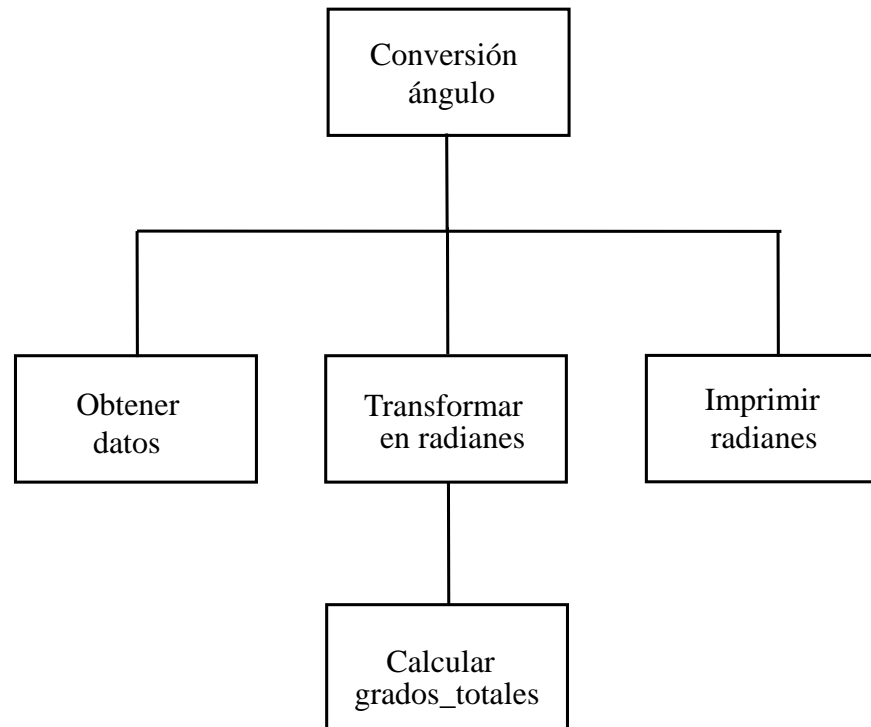 Conversión
ángulo
Obtener
datos
Transformar
en radianes
Imprimir
radianes
Calcular
grados_totales